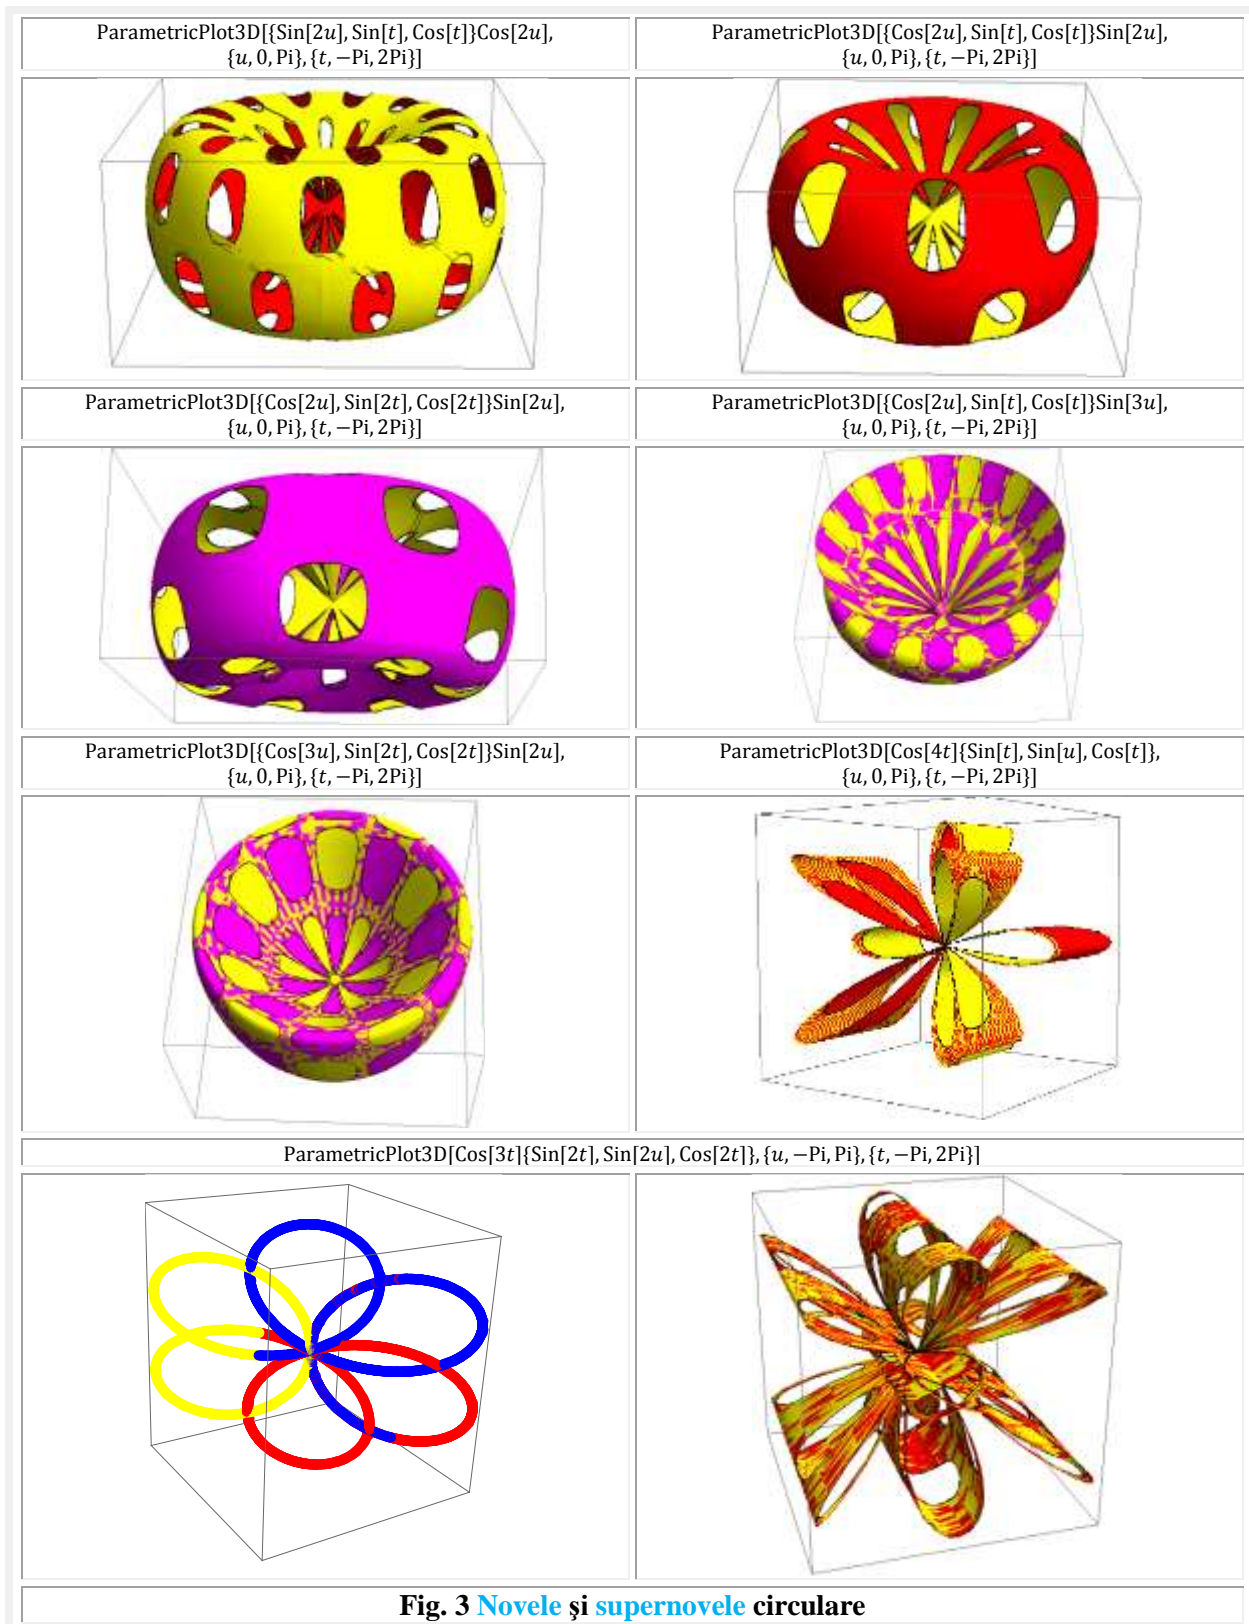 ParametricPlot3D[{Sin[2u], Sin[t], Cos[t]}Cos[2u],
{u, 0, Pi}, {t, −Pi, 2Pi}]
ParametricPlot3D[{Cos[2u], Sin[t], Cos[t]}Sin[2u],
{u, 0, Pi}, {t, −Pi, 2Pi}]
ParametricPlot3D[{Cos[2u], Sin[2t], Cos[2t]}Sin[2u],
{u, 0, Pi}, {t, −Pi, 2Pi}]
ParametricPlot3D[{Cos[2u], Sin[t], Cos[t]}Sin[3u],
{u, 0, Pi}, {t, −Pi, 2Pi}]
ParametricPlot3D[{Cos[3u], Sin[2t], Cos[2t]}Sin[2u],
{u, 0, Pi}, {t, −Pi, 2Pi}]
ParametricPlot3D[Cos[4t]{Sin[t], Sin[u], Cos[t]},
{u, 0, Pi}, {t, −Pi, 2Pi}]
ParametricPlot3D[Cos[3t]{Sin[2t], Sin[2u], Cos[2t]}, {u, −Pi, Pi}, {t, −Pi, 2Pi}]
Fig. 3 Novele şi supernovele circulare